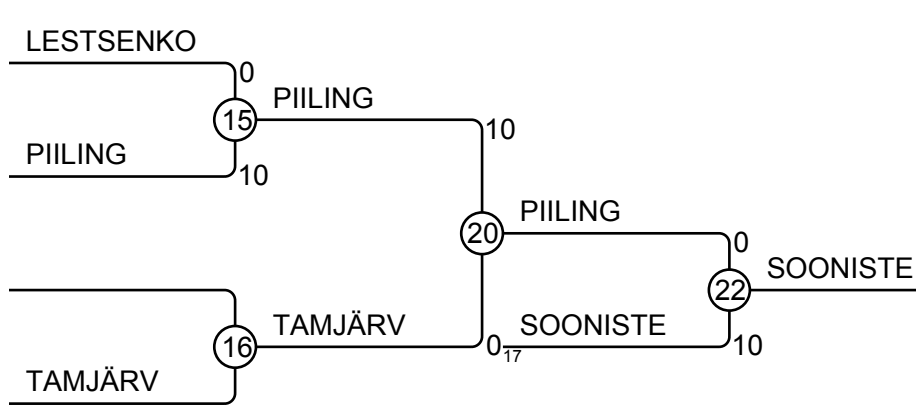 LESTSENKO
0
15
PIILING
PIILING
10
10
20
PIILING
0
22
SOONISTE
16
TAMJÄRV
0
17
SOONISTE
10
TAMJÄRV